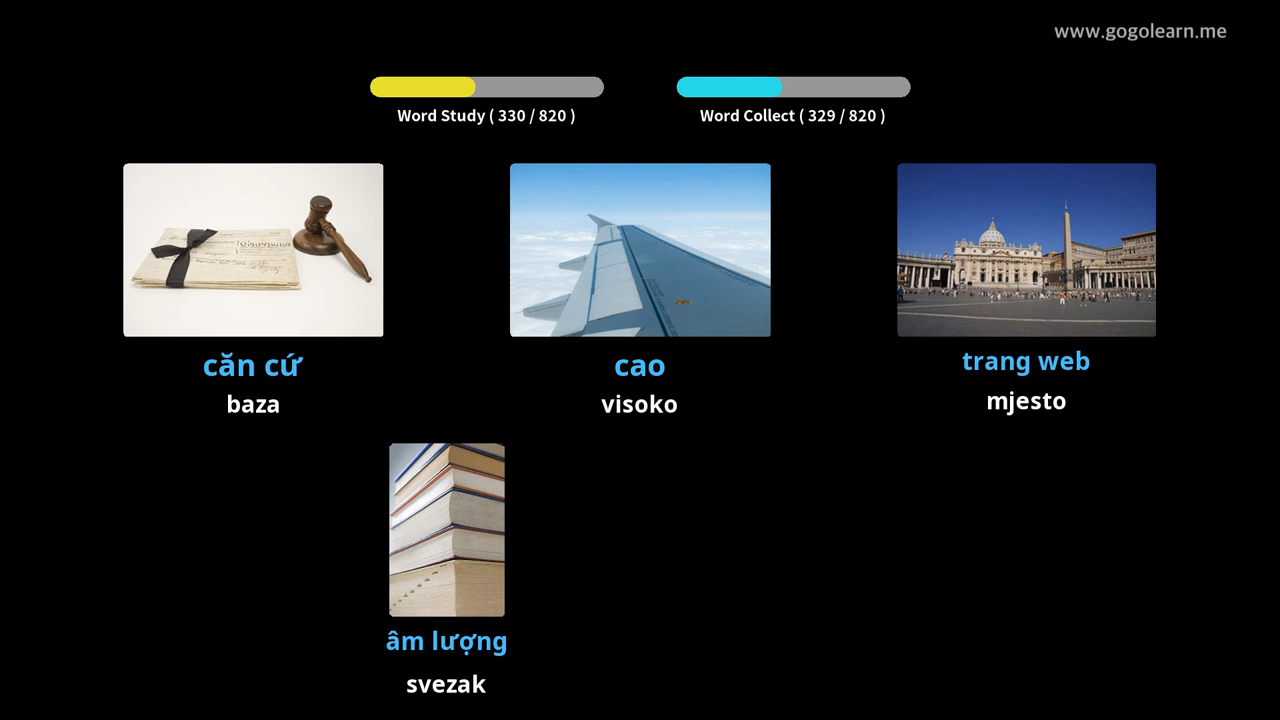 www.gogolearn.me
Word Study ( 330 / 820 )
Word Collect ( 329 / 820 )
căn cứ
baza
cao
visoko
trang web
mjesto
âm lượng
svezak